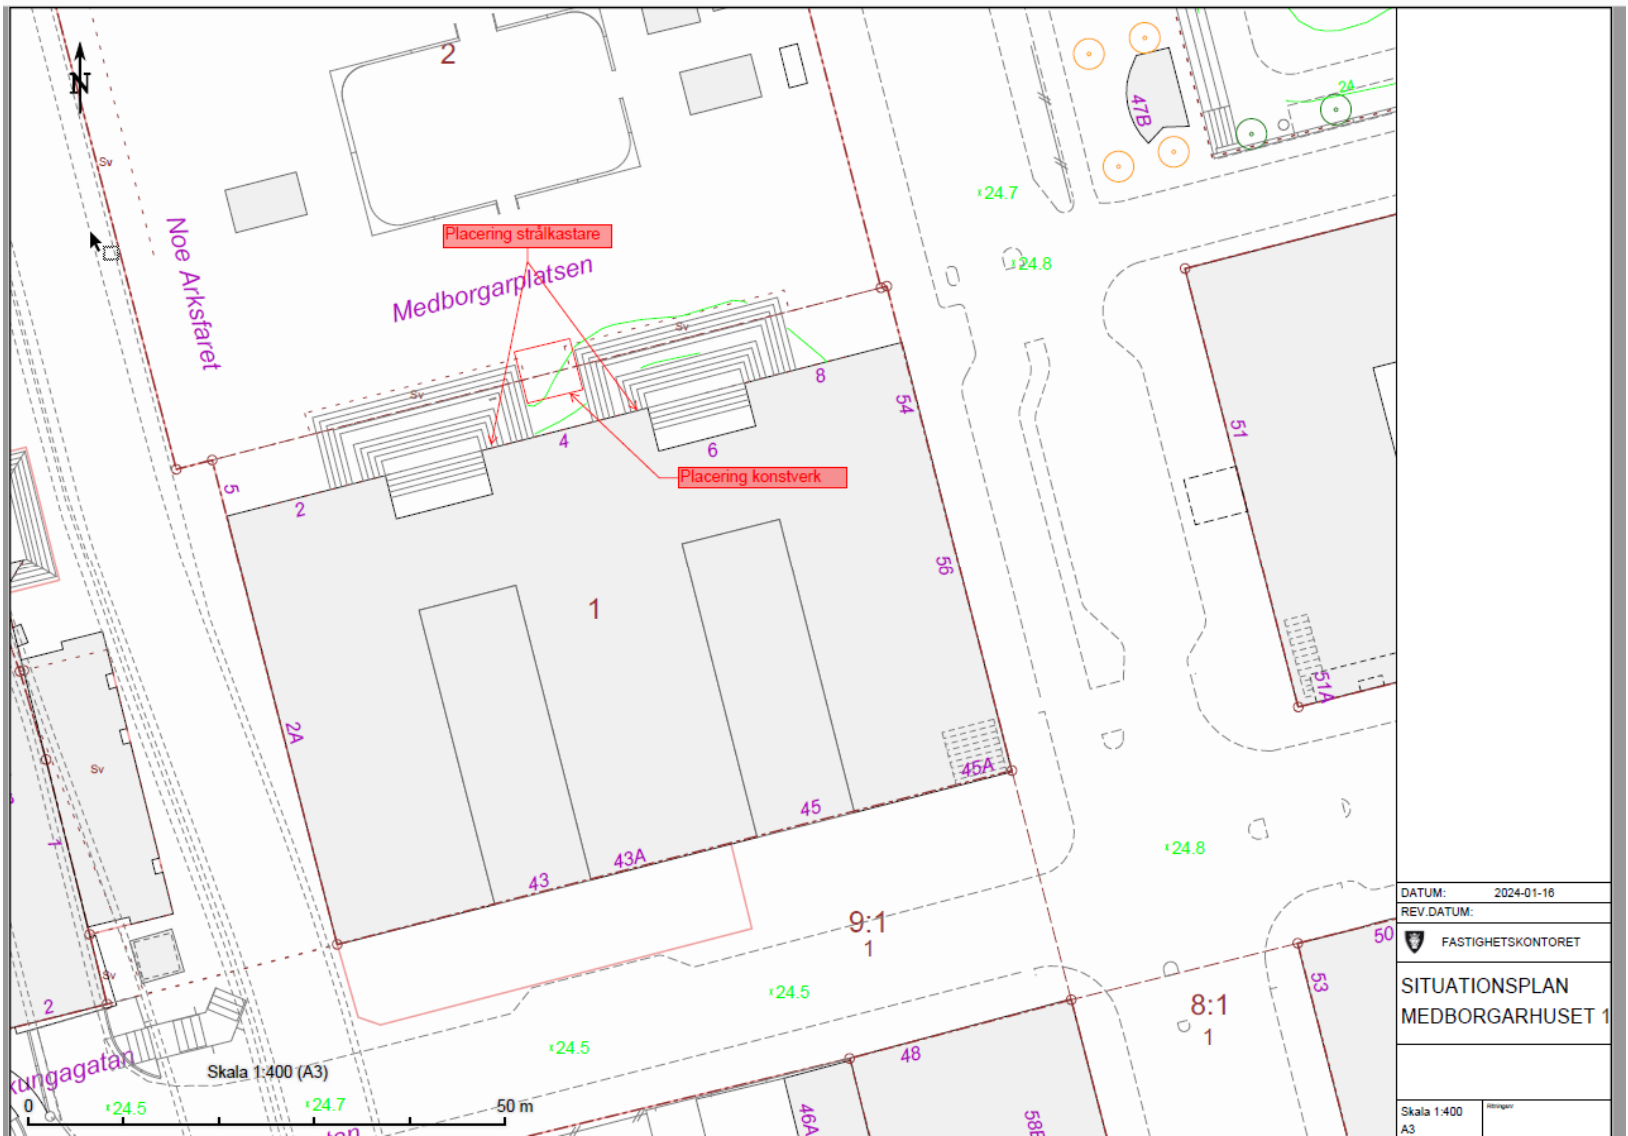 N
2
47B
24
Sv
24.7
Noe Arksfaret
Placering strålkastare
24.8
Medborgarplatsen
Sv
Sv
8
54
51
4
6
Placering konstverk
5
2
56
1
51A
2A
Sv
1
45A
45
43A
43
24.8
9:1
1
50
53
Sv
2
24.5
8:1
1
24.5
48
kungagatan
Skala 1:400 (A3)
0
50 m
24.5
24.7
46A
58B
tan
DATUM: 2024-01-16
REV.DATUM:
FASTIGHETSKONTORET
SITUATIONSPLAN
MEDBORGARHUSET 1
Skala 1:400
A3